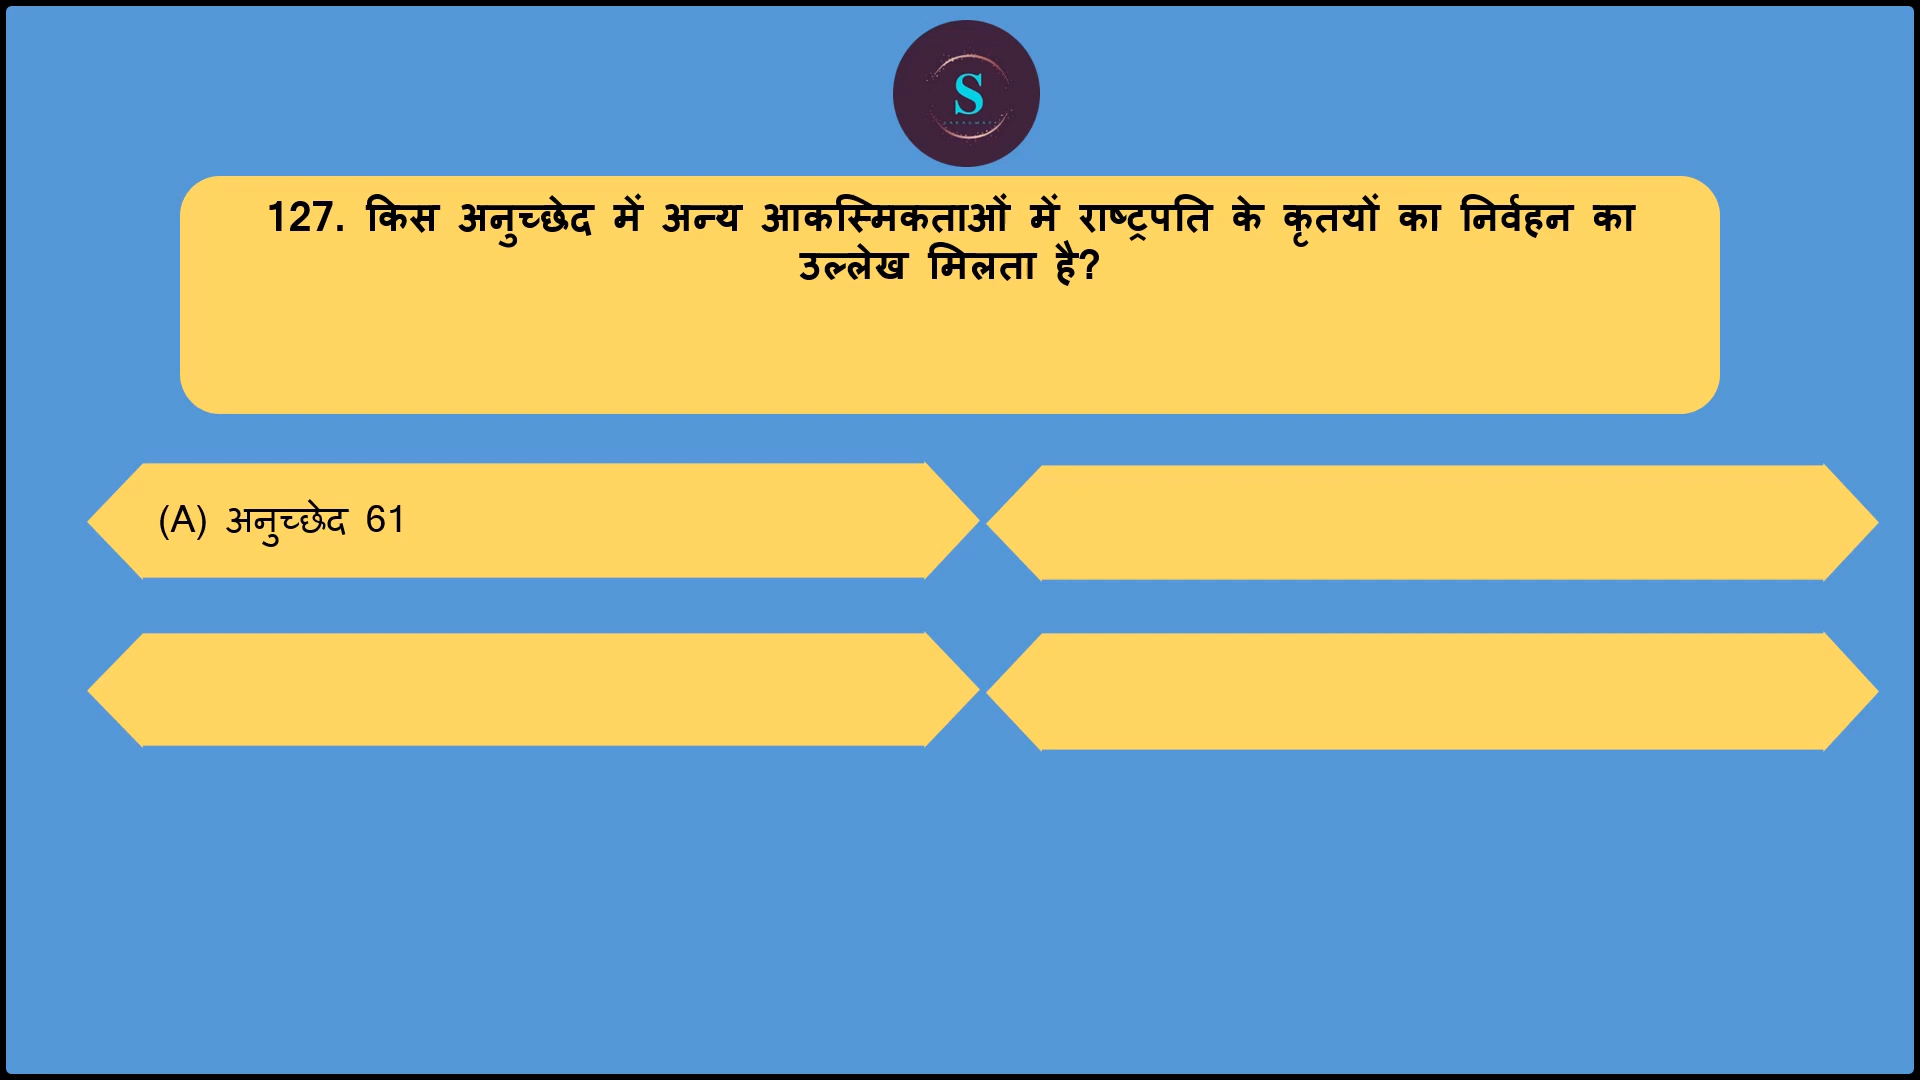 S
127. किस अनुच्छेद में अन्य आकस्मिकताओं में राष्ट्रपति के कृतयों का निर्वहन का
उल्लेख मिलता है?
(A) अनुच्छेद 61